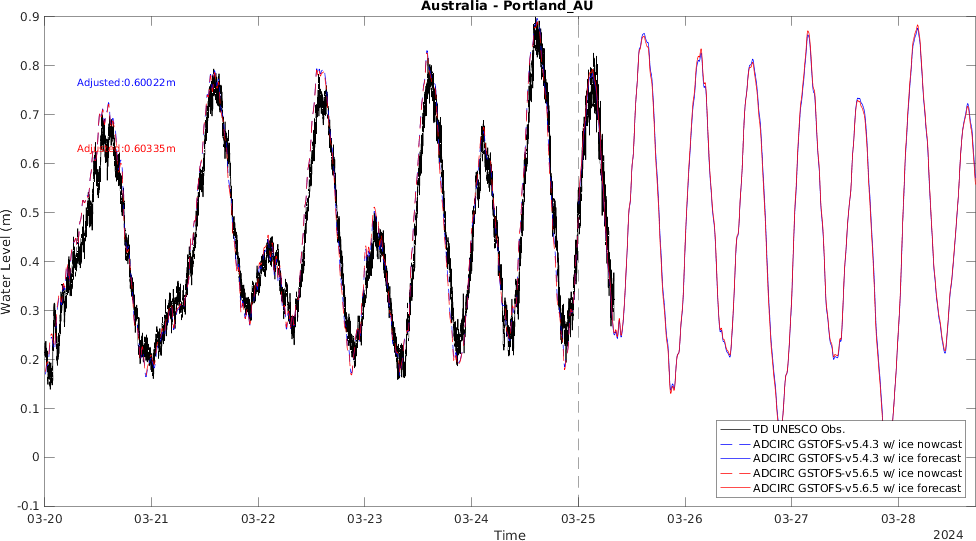 Australia - Portland_AU
0.9
0.8
0.7
0.6
0.5
0.4
0.3
0.2
0.1
0
-0.1
Water Level (m)
Adjusted:0.60022m
Adjusted:0.60335m
TD UNESCO Obs.
ADCIRC GSTOFS-v5.4.3 w/ ice nowcast
ADCIRC GSTOFS-v5.4.3 w/ ice forecast
ADCIRC GSTOFS-v5.6.5 w/ ice nowcast
ADCIRC GSTOFS-v5.6.5 w/ ice forecast
03-20 03-21 03-22 03-23 03-24 03-25 03-26 03-27 03-28
Time
2024